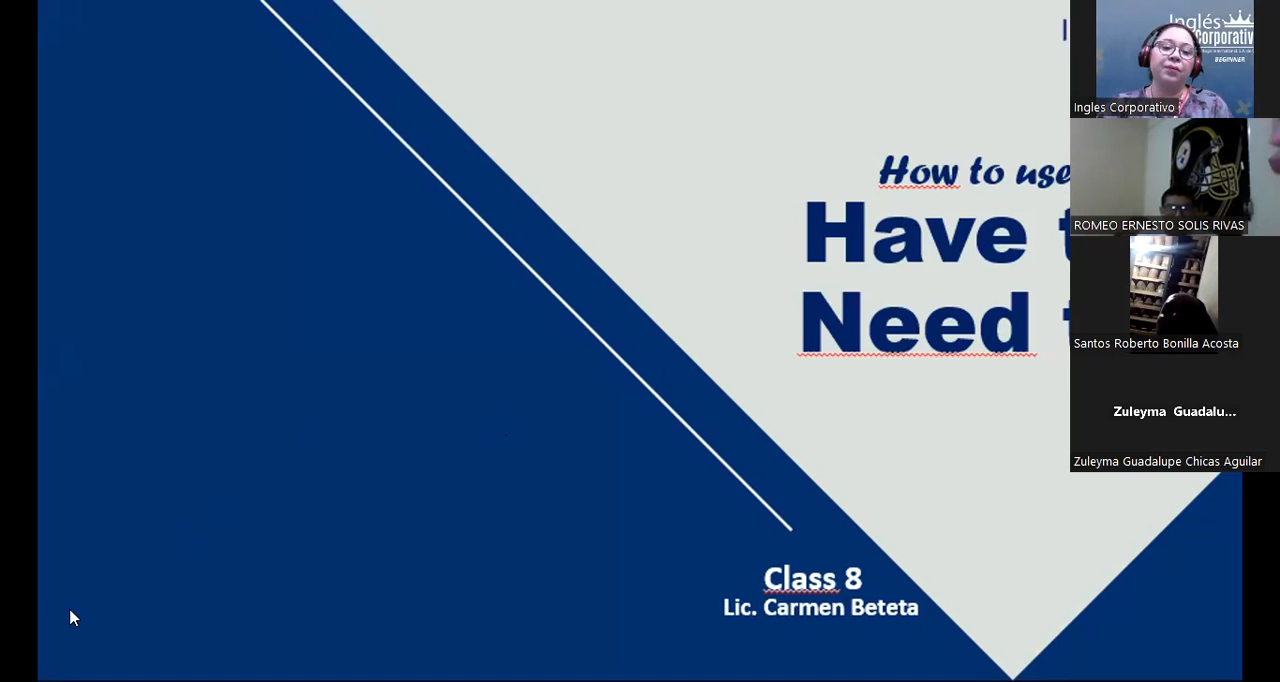 How to use
Have t
Need t
Class 8
Lic. Carmen Beteta
Inglés
Corporativ
BEGINNER
Ingles Corporativo
ROMEO ERNESTO SOLIS RIVAS
Santos Roberto Bonilla Acosta
Zuleyma Guadalu...
Zuleyma Guadalupe Chicas Aguilar